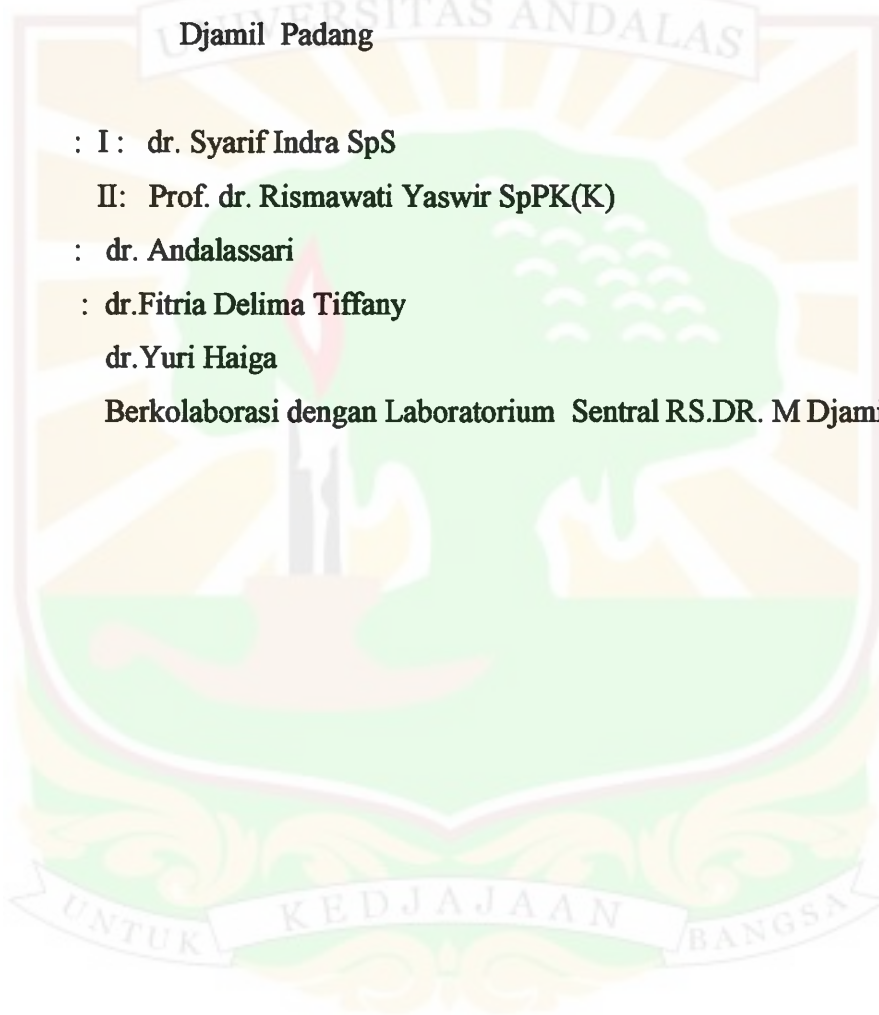 UNIVERSITAS ANDALAS
Djamil Padang
: I : dr. Syarif Indra SpS
II: Prof. dr. Rismawati Yaswir SpPK(K)
: dr. Andalassari
: dr.Fitria Delima Tiffany
dr.Yuri Haiga
Berkolaborasi dengan Laboratorium Sentral RS.DR. M Djami
UNTUK KEDJAJAAN BANGSA